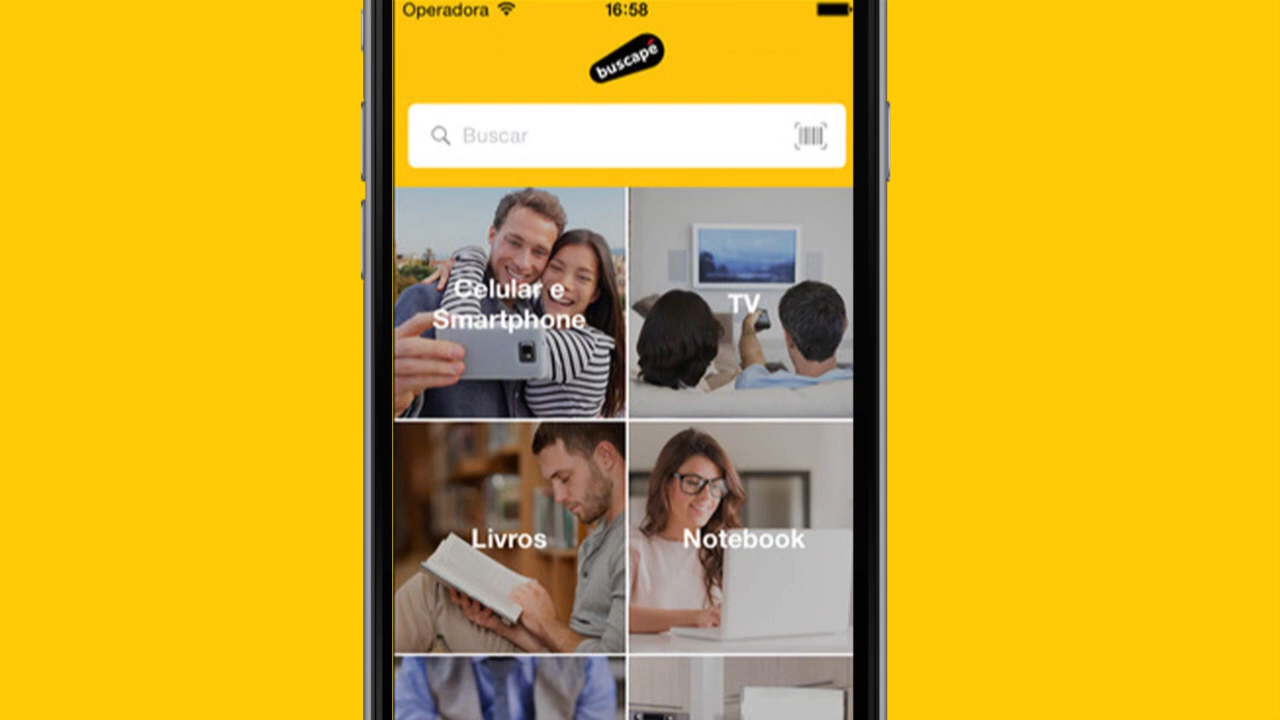 Operadora 16:58
buscapé
Buscar
Celular e
Smartphone
TV
Livros
Notebook